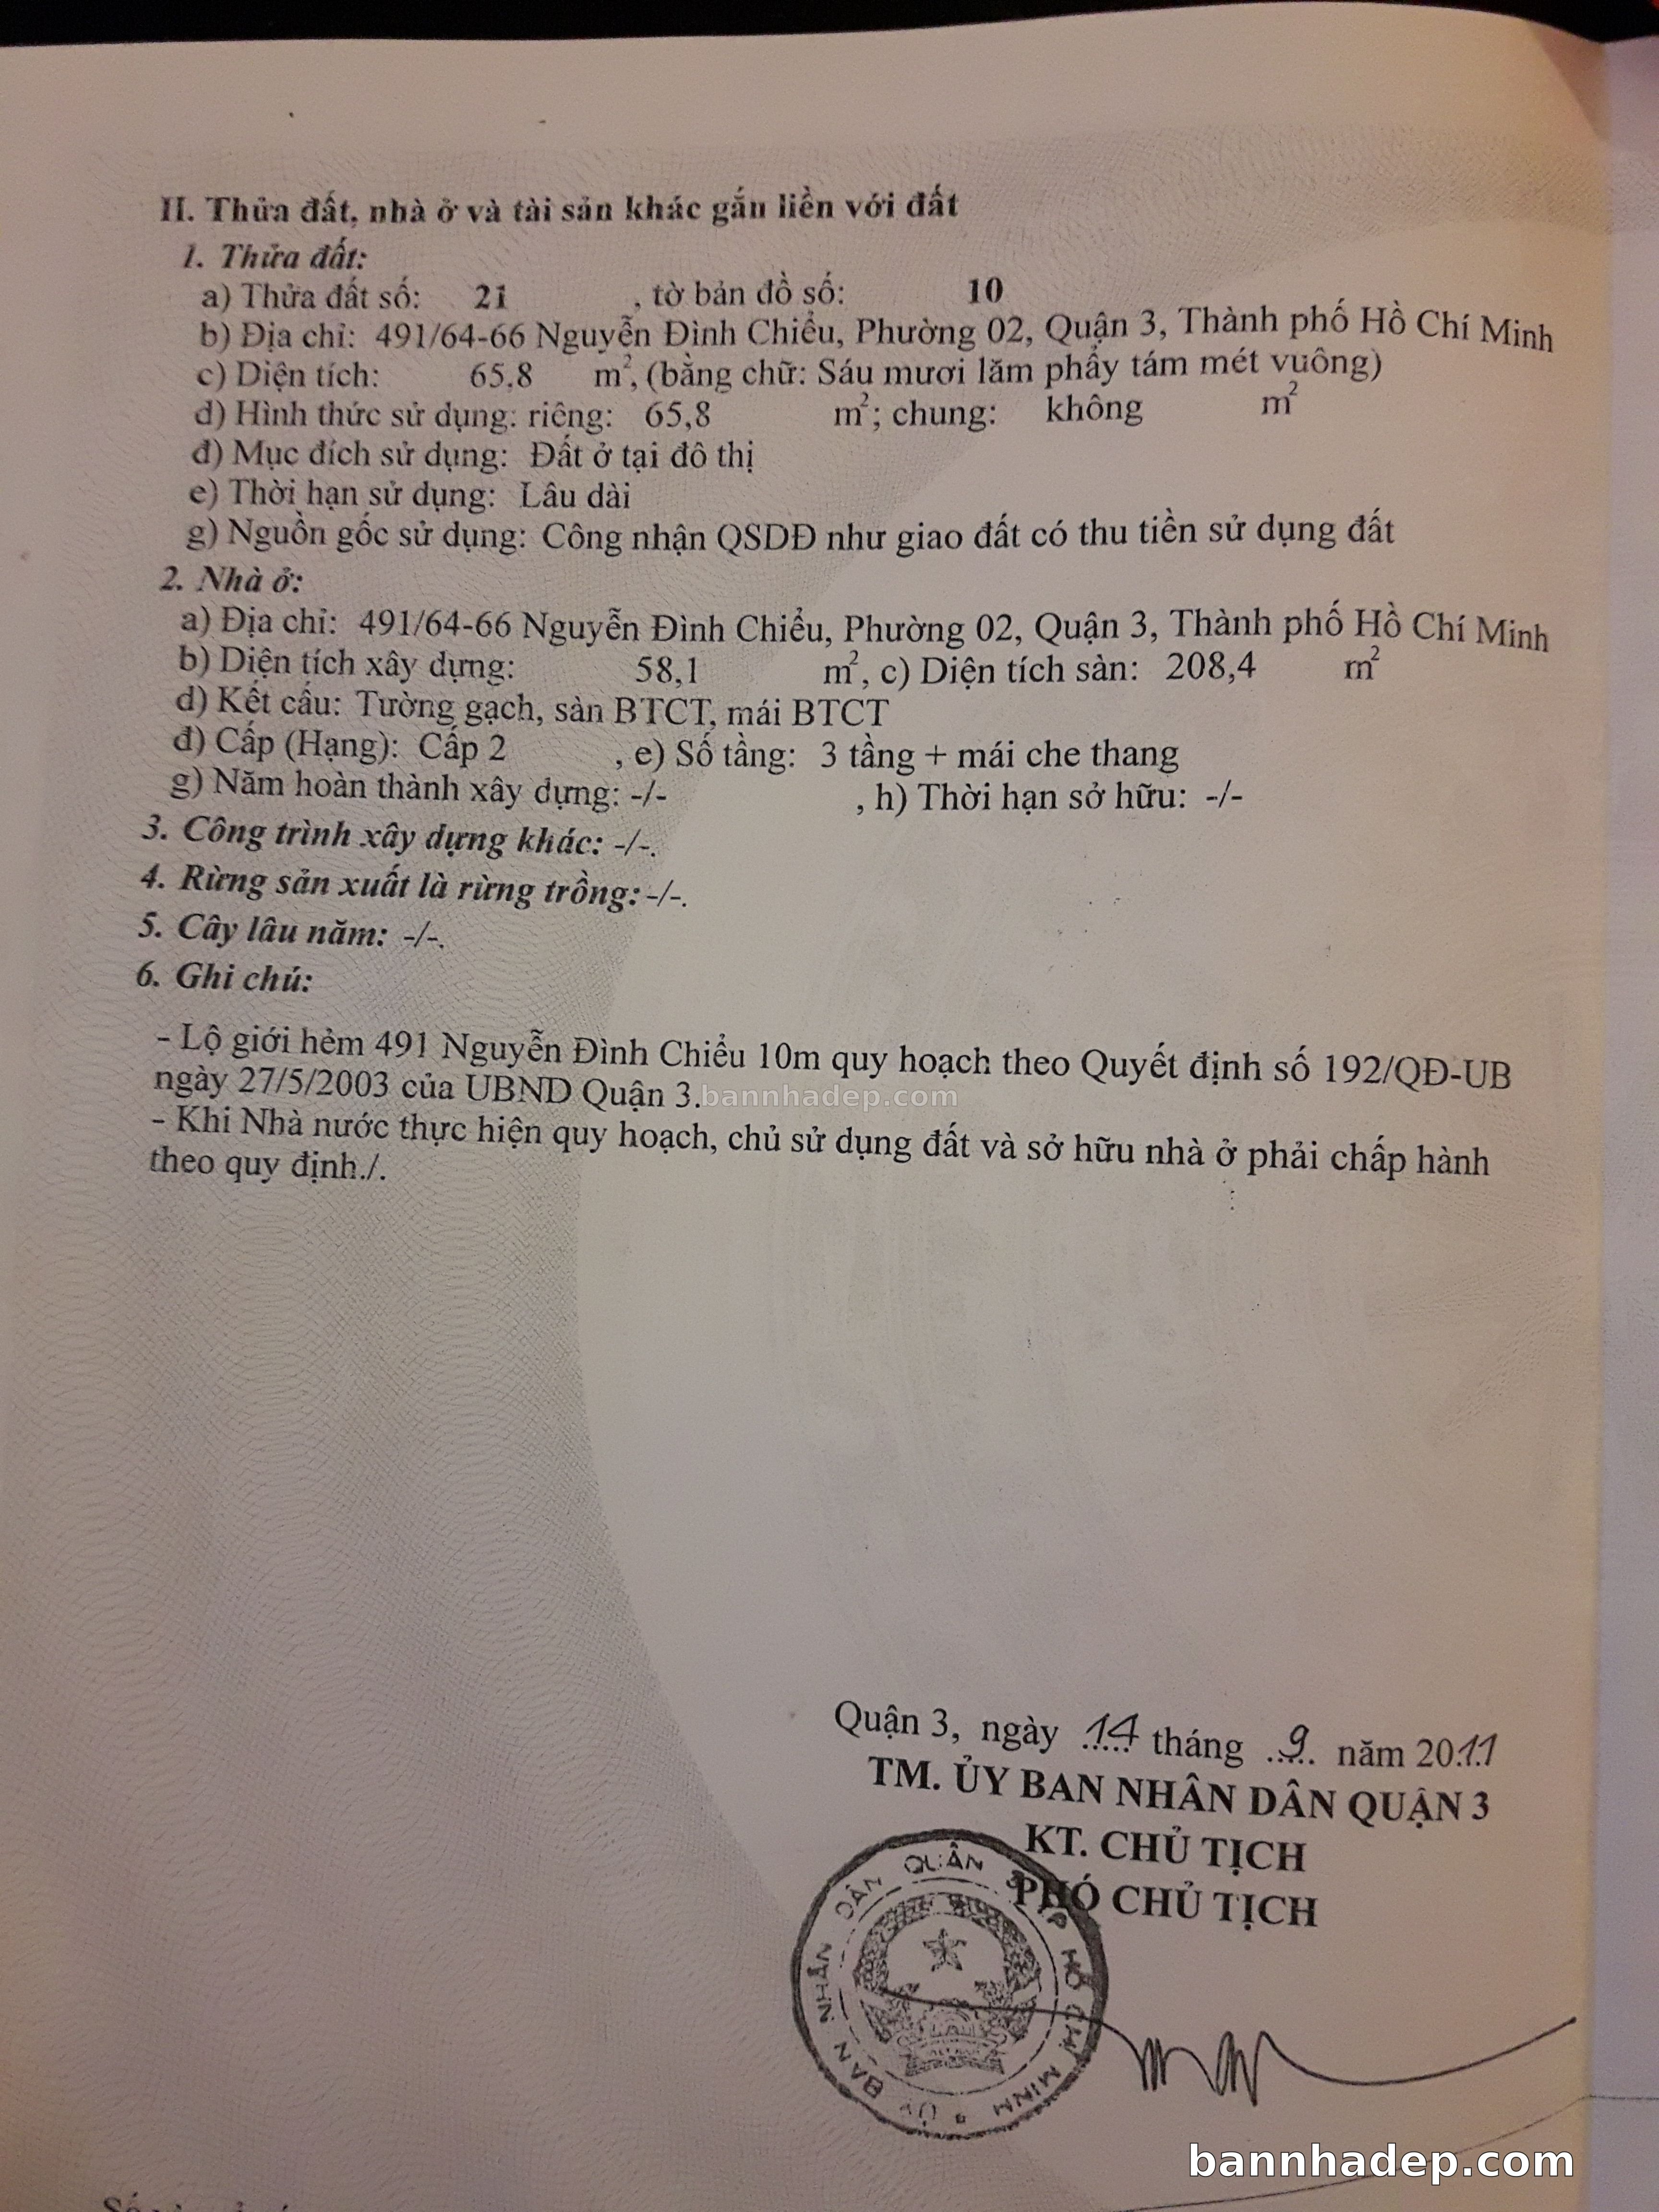 II. Thửa đất, nhà ở và tài sản khác gắn liền với đất
1. Thửa đất:
a) Thửa đất số: 21 , tờ bản đồ số: 10
b) Địa chỉ: 491/64-66 Nguyễn Đình Chiểu, Phường 02, Quận 3, Thành phố Hồ Chí Minh
c) Diện tích: 65,8 m², (bằng chữ: Sáu mươi lăm phẩy tám mét vuông)
d) Hình thức sử dụng: riêng: 65,8 m²; chung: không m²
đ) Mục đích sử dụng: Đất ở tại đô thị
e) Thời hạn sử dụng: Lâu dài
g) Nguồn gốc sử dụng: Công nhận QSDĐ như giao đất có thu tiền sử dụng đất
2. Nhà ở:
a) Địa chỉ: 491/64-66 Nguyễn Đình Chiểu, Phường 02, Quận 3, Thành phố Hồ Chí Minh
b) Diện tích xây dựng: 58,1 m², c) Diện tích sàn: 208,4 m²
d) Kết cấu: Tường gạch, sàn BTCT, mái BTCT
đ) Cấp (Hạng): Cấp 2 , e) Số tầng: 3 tầng + mái che thang
g) Năm hoàn thành xây dựng: -/- , h) Thời hạn sở hữu: -/-
3. Công trình xây dựng khác: -/-.
4. Rừng sản xuất là rừng trồng: -/-.
5. Cây lâu năm: -/-.
6. Ghi chú:
- Lộ giới hẻm 491 Nguyễn Đình Chiểu 10m quy hoạch theo Quyết định số 192/QĐ-UB
ngày 27/5/2003 của UBND Quận 3.
bannhadep.com
- Khi Nhà nước thực hiện quy hoạch, chủ sử dụng đất và sở hữu nhà ở phải chấp hành
theo quy định./.
Quận 3, ngày 14 tháng 9 năm 2011
TM. ỦY BAN NHÂN DÂN QUẬN 3
KT. CHỦ TỊCH
PHÓ CHỦ TỊCH
ỦY BAN NHÂN DÂN QUẬN 3 TP HỒ CHÍ MINH
bannhadep.com